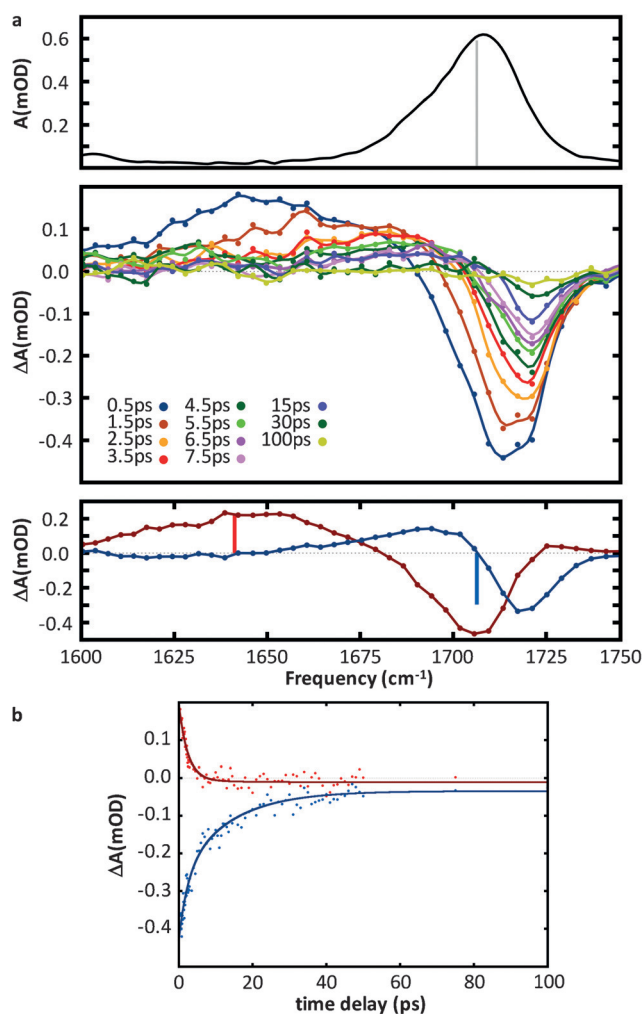 a
0.6
0.4
0.2
A(mOD)
0.1
0.0
-0.1
-0.2
-0.3
-0.4
ΔA(mOD)
0.5ps 4.5ps 15ps
1.5ps 5.5ps 30ps
2.5ps 6.5ps 100ps
3.5ps 7.5ps
0.2
0.0
-0.2
-0.4
ΔA(mOD)
1600 1625 1650 1675 1700 1725 1750
Frequency (cm⁻¹)
b
0.1
0.0
-0.1
-0.2
-0.3
-0.4
ΔA(mOD)
0 20 40 60 80 100
time delay (ps)